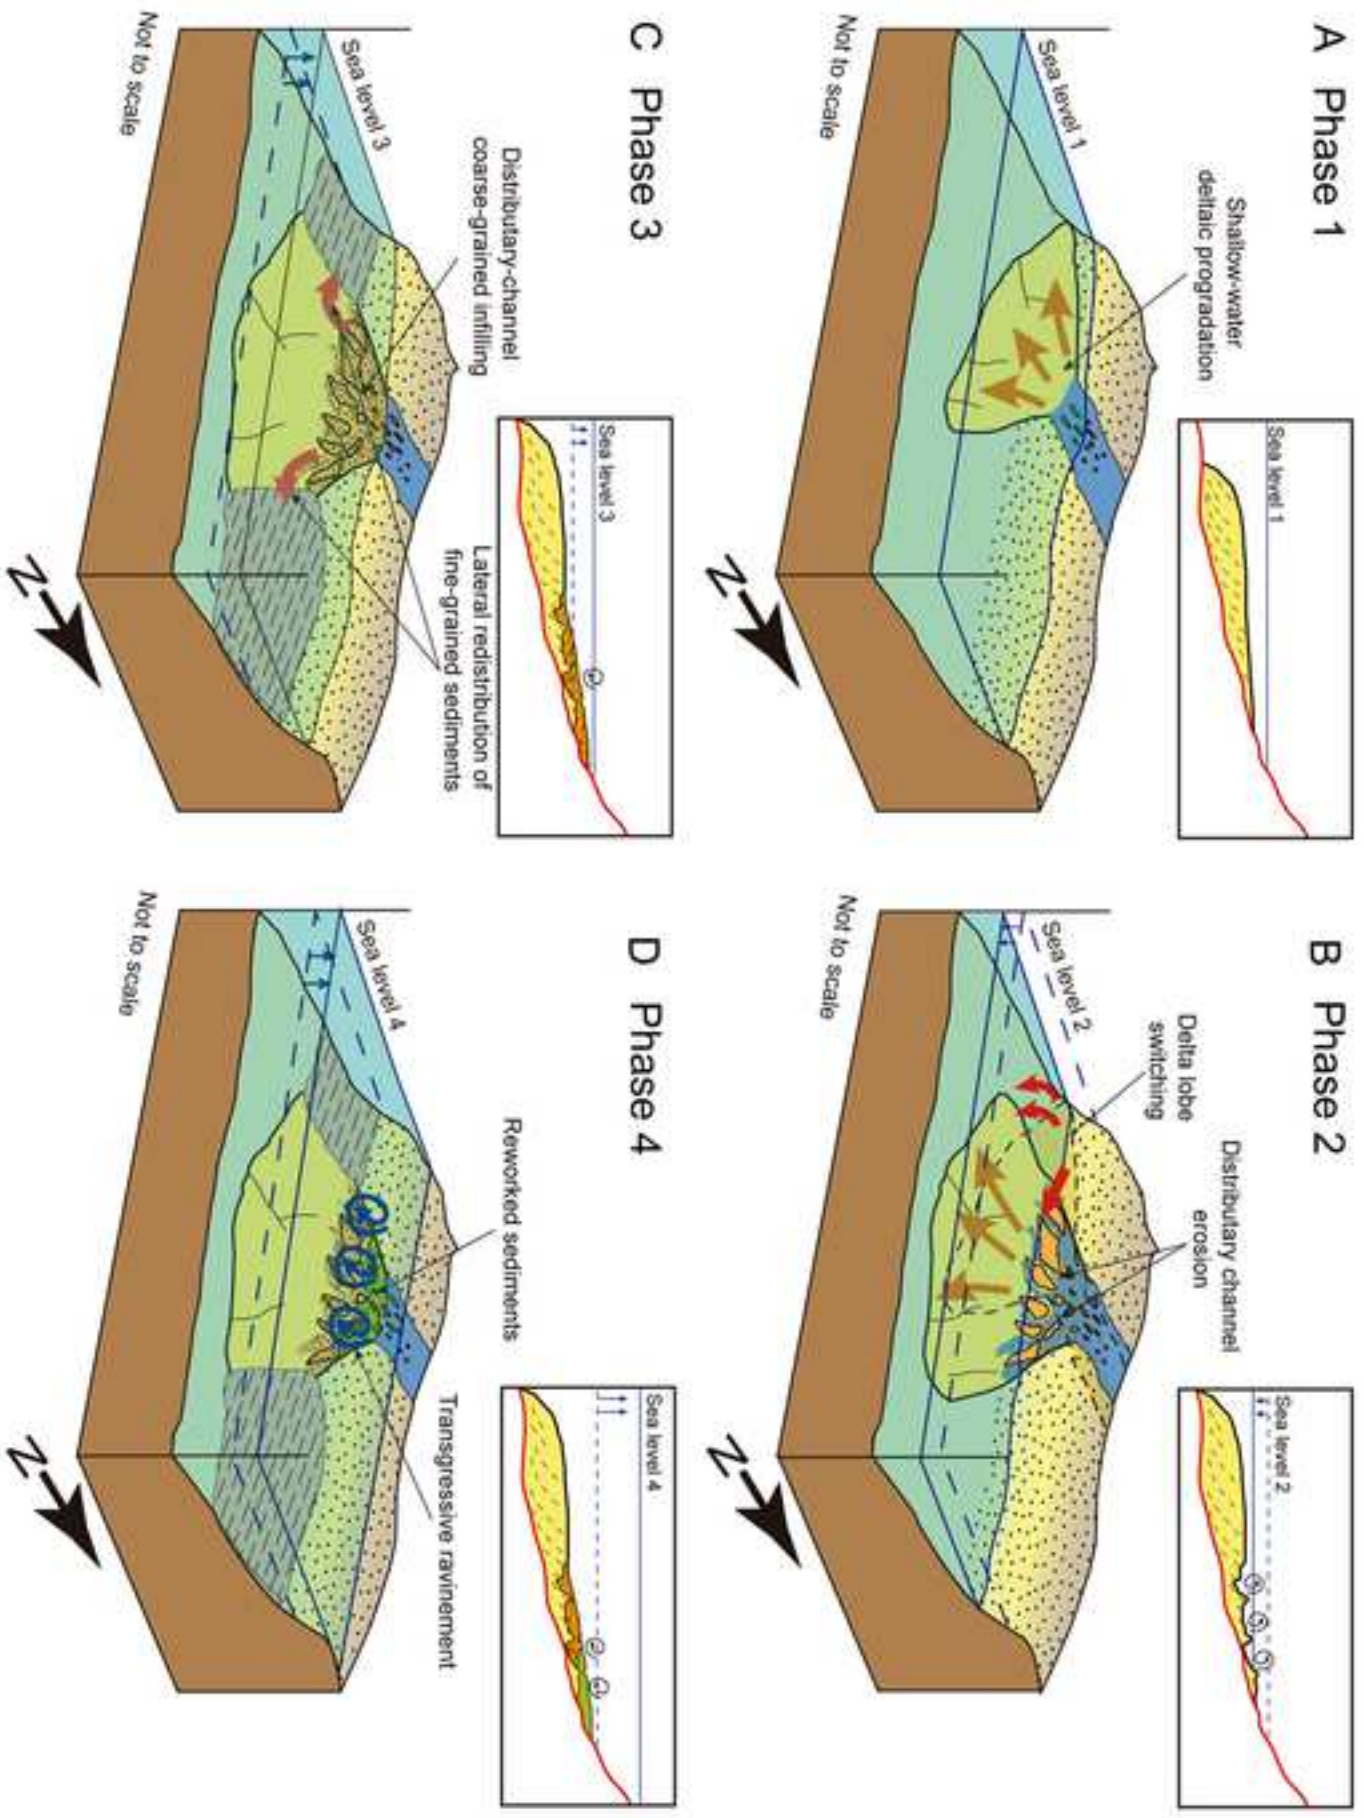 A Phase 1
Shallow-water
deltaic progradation
Sea level 1
Sea level 1
Not to scale
N
B Phase 2
Delta lobe
switching
Distributary channel
erosion
Sea level 2
Sea level 2
Not to scale
N
C Phase 3
Distributary-channel
coarse-grained infilling
Sea level 3
Sea level 3
Lateral redistribution of
fine-grained sediments
Not to scale
N
D Phase 4
Reworked sediments
Sea level 4
Sea level 4
Transgressive ravinement
Not to scale
N